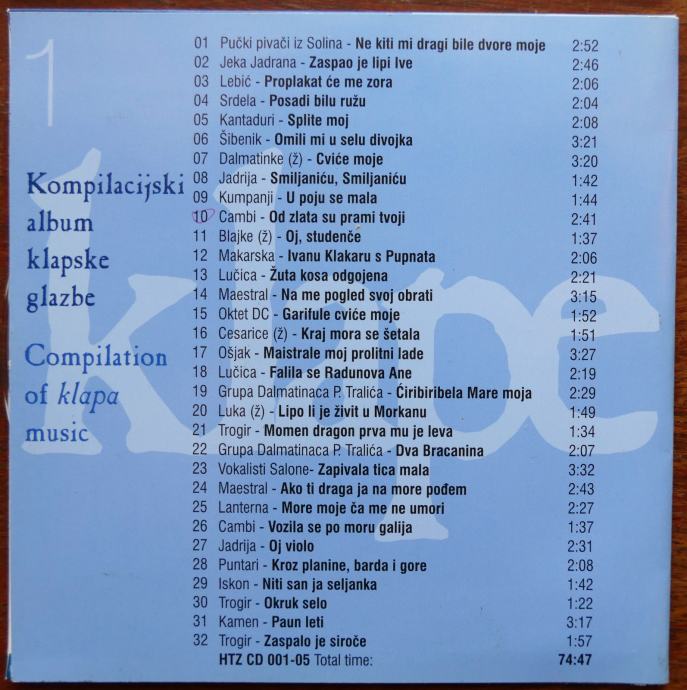 1
Kompilacijski
album
klapske
glazbe
Compilation
of klapa
music
klape
01 Pučki pivači iz Solina - Ne kiti mi dragi bile dvore moje 2:52
02 Jeka Jadrana - Zaspao je lipi Ive 2:46
03 Lebić - Proplakat će me zora 2:06
04 Srdela - Posadi bilu ružu 2:04
05 Kantaduri - Splite moj 2:08
06 Šibenik - Omili mi u selu divojka 3:21
07 Dalmatinke (ž) - Cviće moje 3:20
08 Jadrija - Smiljaniću, Smiljaniću 1:42
09 Kumpanji - U poju se mala 1:44
10 Cambi - Od zlata su prami tvoji 2:41
11 Blajke (ž) - Oj, studenče 1:37
12 Makarska - Ivanu Klakaru s Pupnata 2:06
13 Lučica - Žuta kosa odgojena 2:21
14 Maestral - Na me pogled svoj obrati 3:15
15 Oktet DC - Garifule cviće moje 1:52
16 Cesarice (ž) - Kraj mora se šetala 1:51
17 Ošjak - Maistrale moj prolitni lade 3:27
18 Lučica - Falila se Radunova Ane 2:19
19 Grupa Dalmatinaca P. Tralića - Ćiribiribela Mare moja 2:29
20 Luka (ž) - Lipo li je živit u Morkanu 1:49
21 Trogir - Momen dragon prva mu je leva 1:34
22 Grupa Dalmatinaca P. Tralića - Dva Bracanina 2:07
23 Vokalisti Salone- Zapivala tica mala 3:32
24 Maestral - Ako ti draga ja na more pođem 2:43
25 Lanterna - More moje ča me ne umori 2:27
26 Cambi - Vozila se po moru galija 1:37
27 Jadrija - Oj violo 2:31
28 Puntari - Kroz planine, barda i gore 2:08
29 Iskon - Niti san ja seljanka 1:42
30 Trogir - Okruk selo 1:22
31 Kamen - Paun leti 3:17
32 Trogir - Zaspalo je siroče 1:57
HTZ CD 001-05 Total time: 74:47